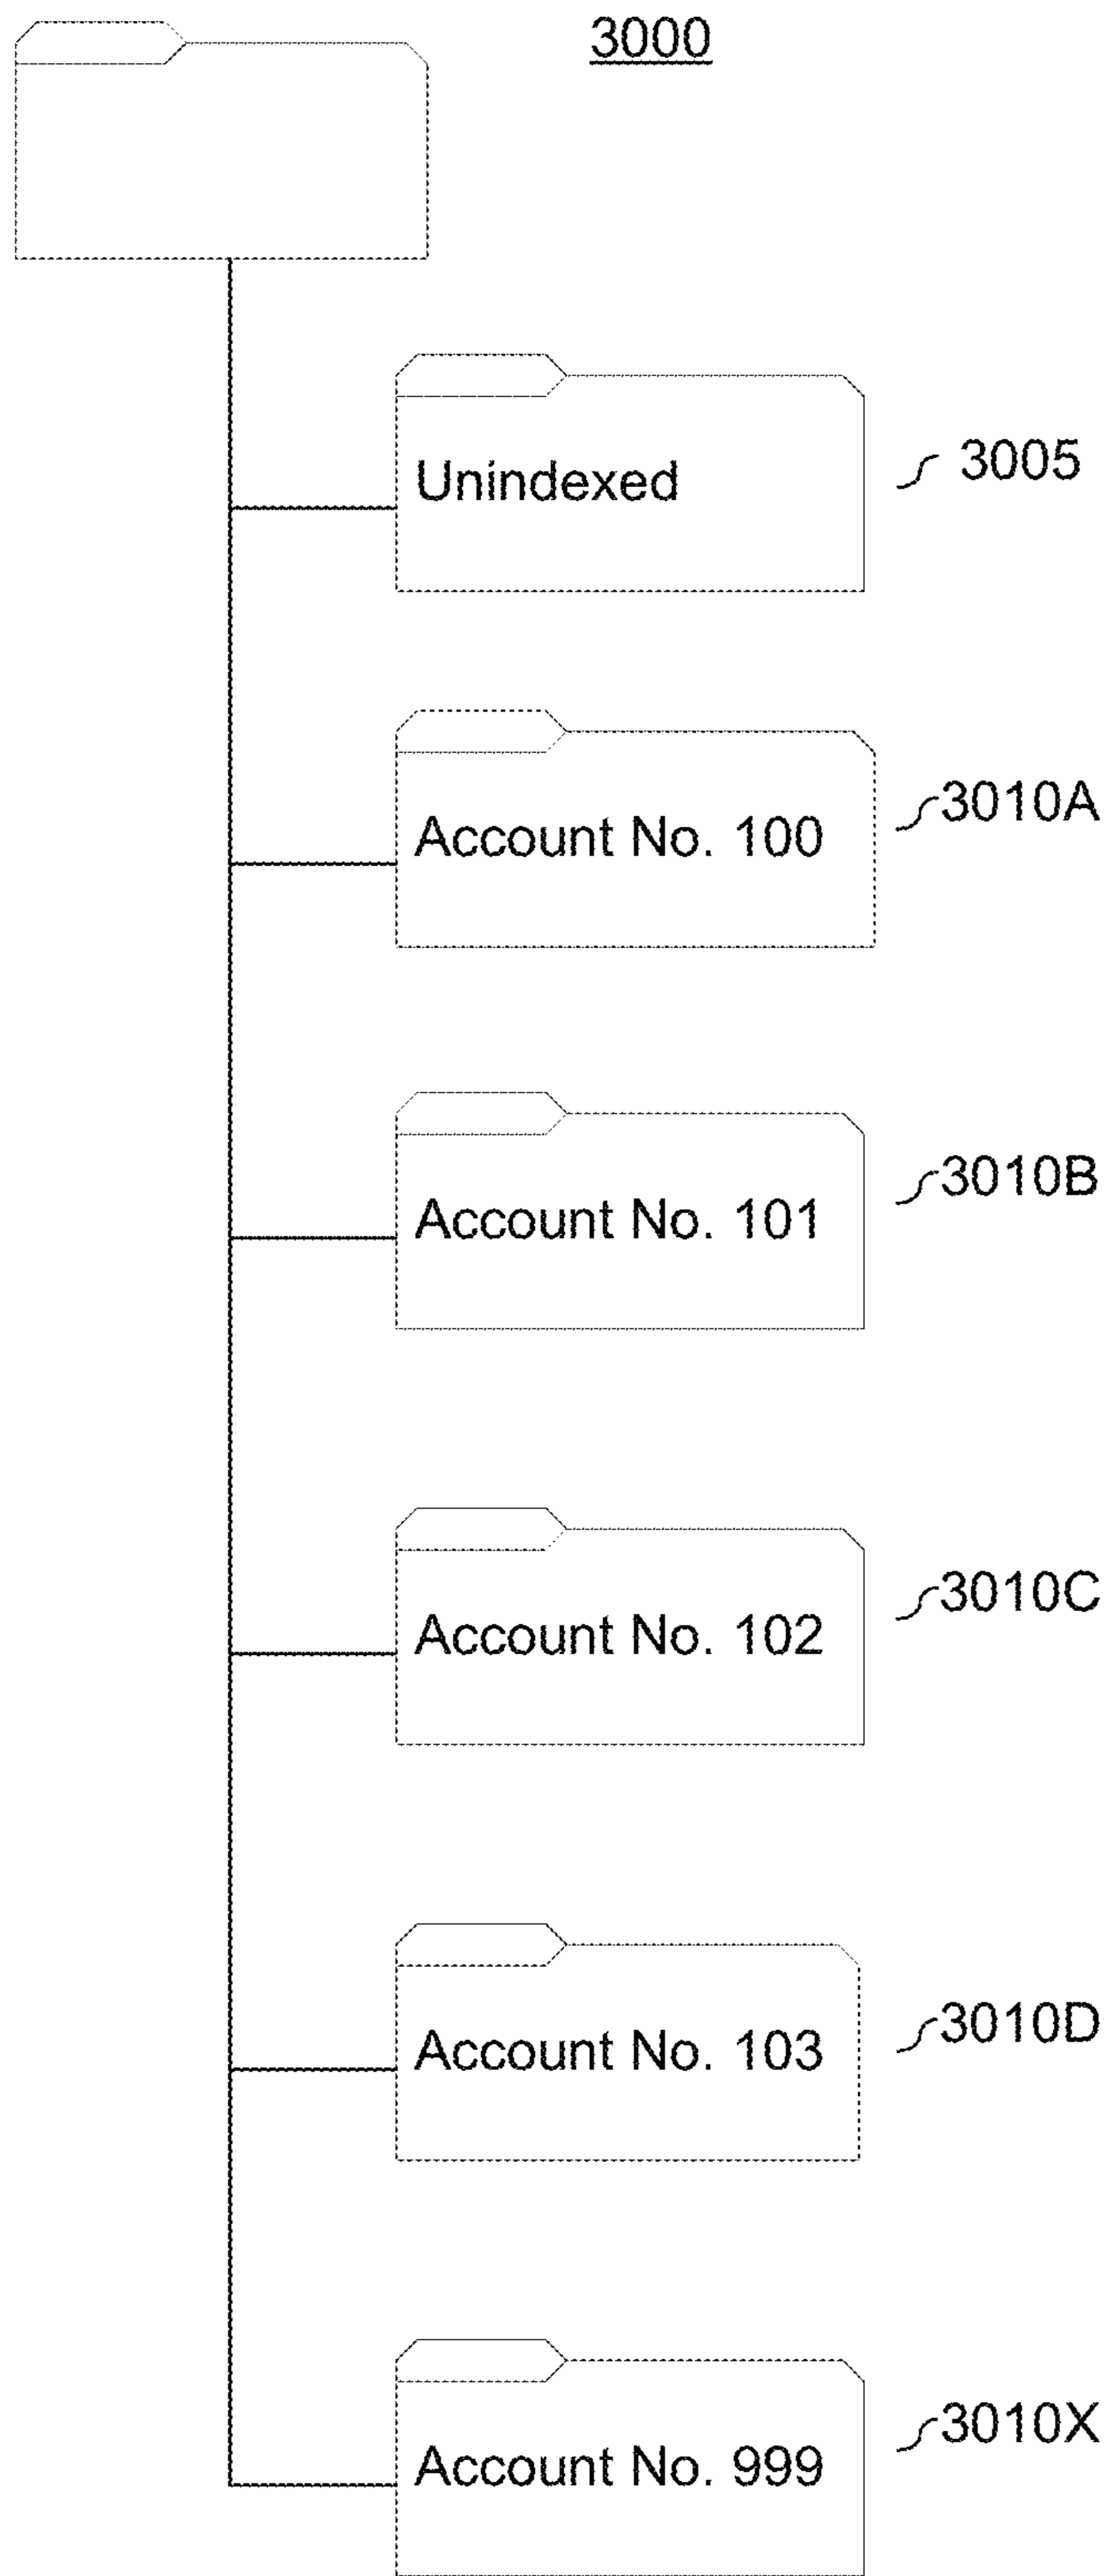 3000
Unindexed
3005
Account No. 100
3010A
Account No. 101
3010B
Account No. 102
3010C
Account No. 103
3010D
Account No. 999
3010X